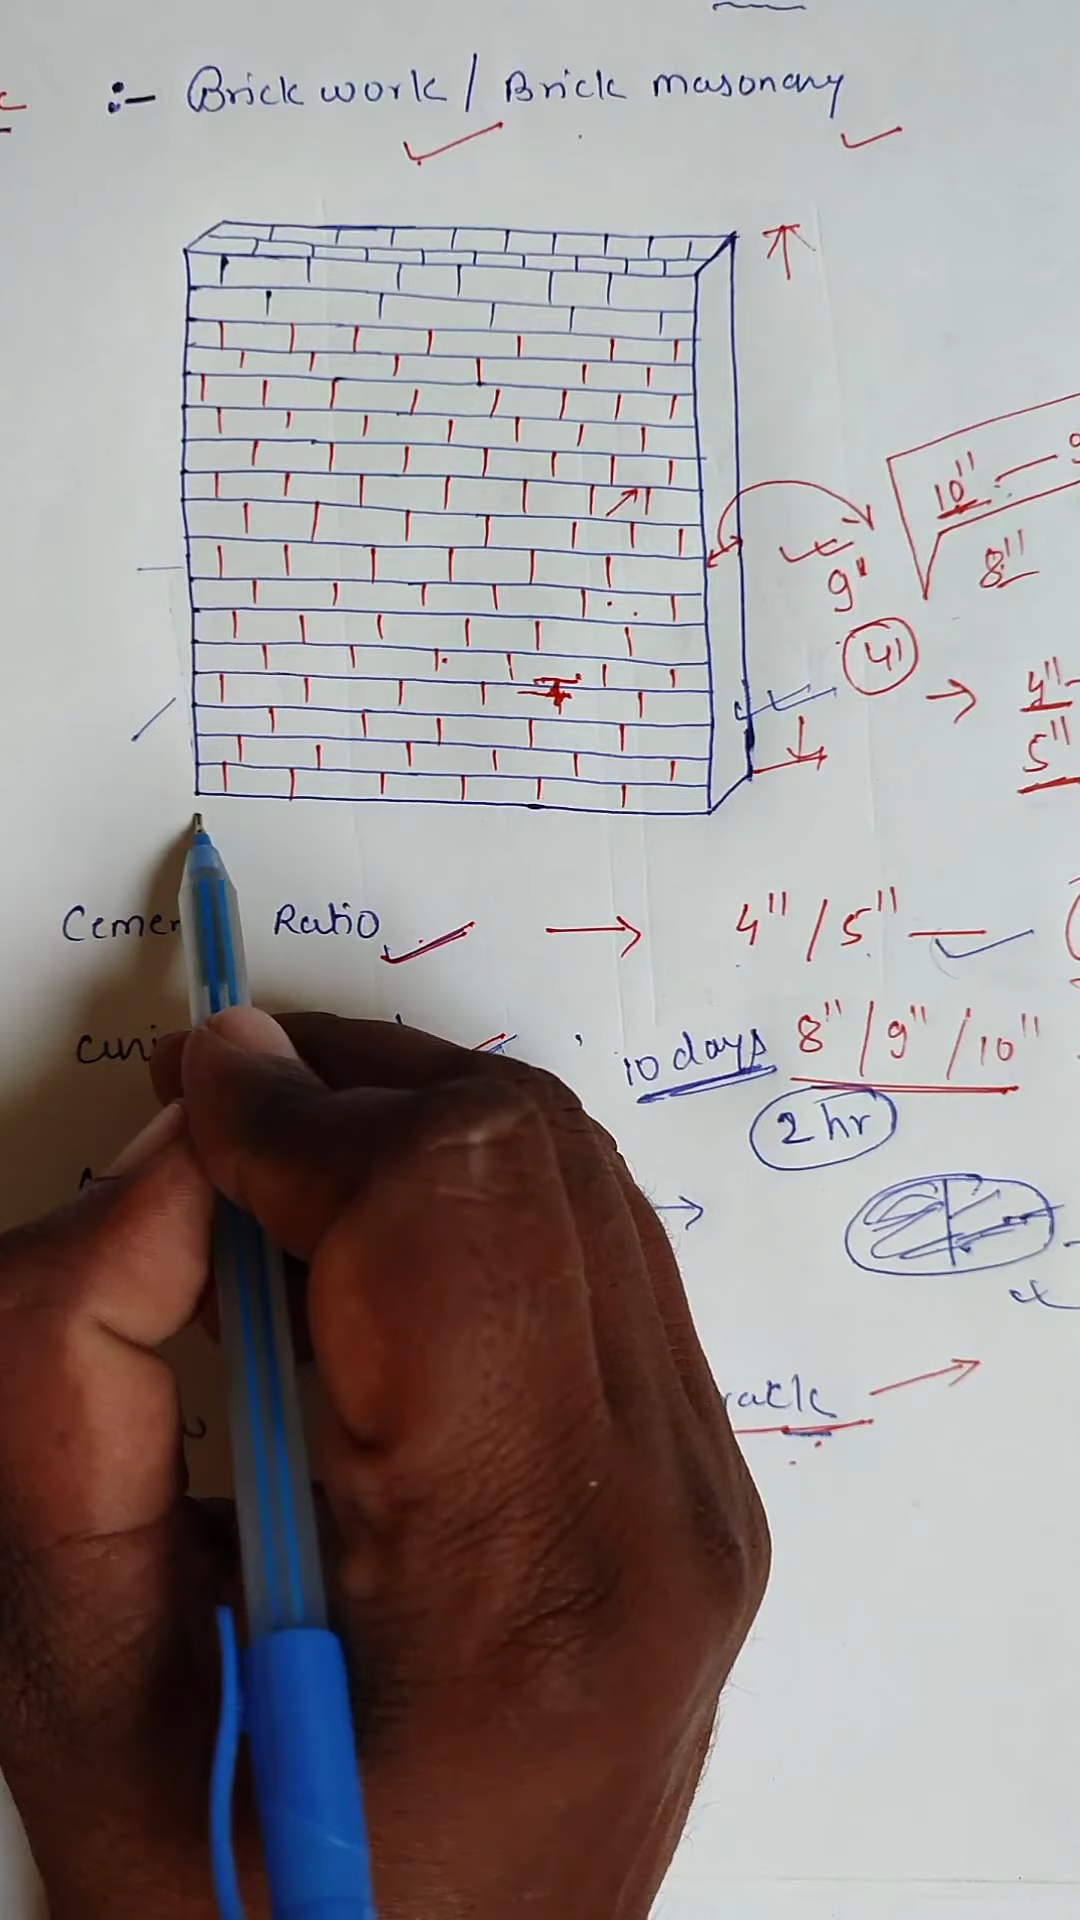 :- Brick work / Brick masonary
10" — 9
8"
9"
4'
→ 4"
5"
Ratio → 4" / 5" —
10 days 8" / 9" / 10"
2 hr
→